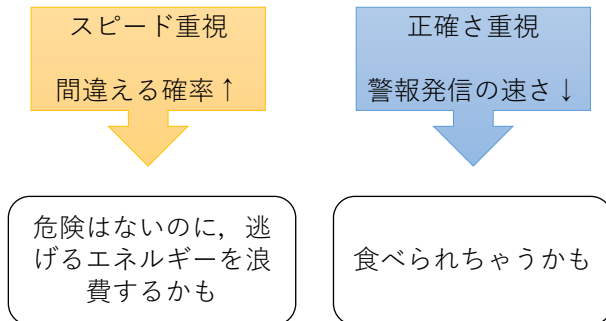 スピード重視
間違える確率↑
正確さ重視
警報発信の速さ↓
危険はないのに，逃
げるエネルギーを浪
費するかも
食べられちゃうかも